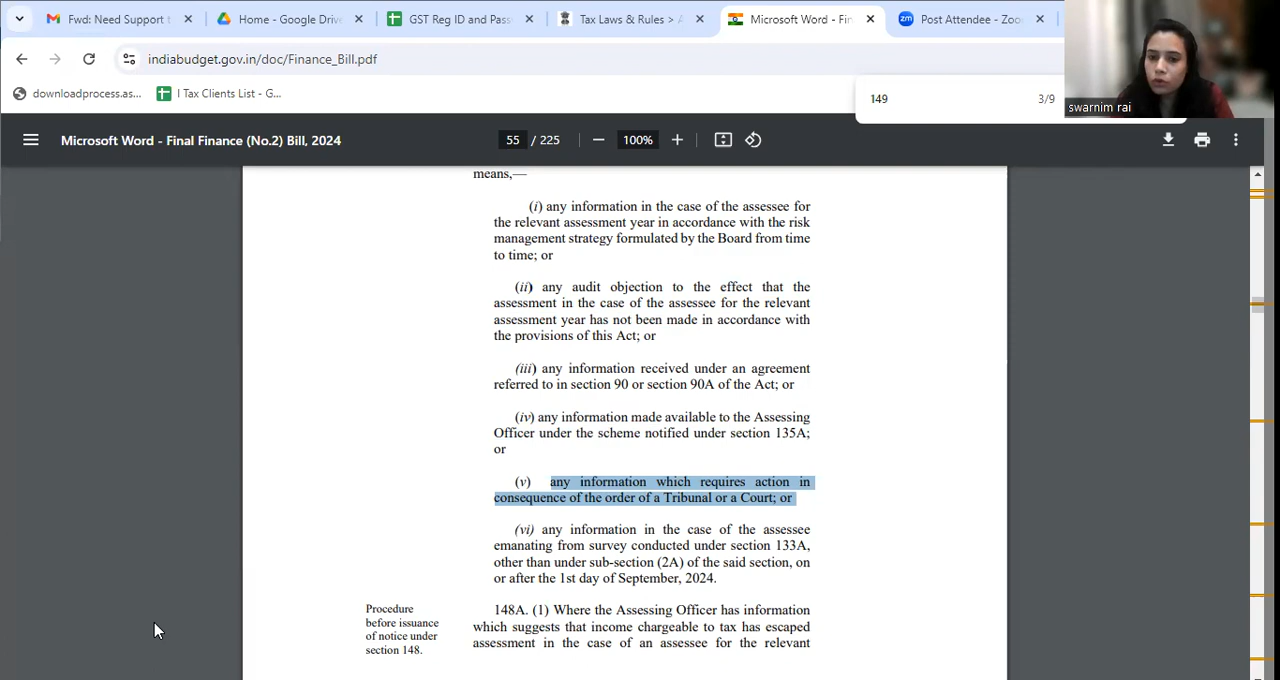 Fwd: Need Support t
Home - Google Drive
GST Reg ID and Pass
Tax Laws & Rules > A
Microsoft Word - Fin
Post Attendee - Zoo
indiabudget.gov.in/doc/Finance_Bill.pdf
downloadprocess.as...
I Tax Clients List - G...
149
3/9
swarnim rai
Microsoft Word - Final Finance (No.2) Bill, 2024
55 / 225
100%
means,—
(i) any information in the case of the assessee for
the relevant assessment year in accordance with the risk
management strategy formulated by the Board from time
to time; or
(ii) any audit objection to the effect that the
assessment in the case of the assessee for the relevant
assessment year has not been made in accordance with
the provisions of this Act; or
(iii) any information received under an agreement
referred to in section 90 or section 90A of the Act; or
(iv) any information made available to the Assessing
Officer under the scheme notified under section 135A;
or
(v) any information which requires action in
consequence of the order of a Tribunal or a Court; or
(vi) any information in the case of the assessee
emanating from survey conducted under section 133A,
other than under sub-section (2A) of the said section, on
or after the 1st day of September, 2024.
Procedure
before issuance
of notice under
section 148.
148A. (1) Where the Assessing Officer has information
which suggests that income chargeable to tax has escaped
assessment in the case of an assessee for the relevant